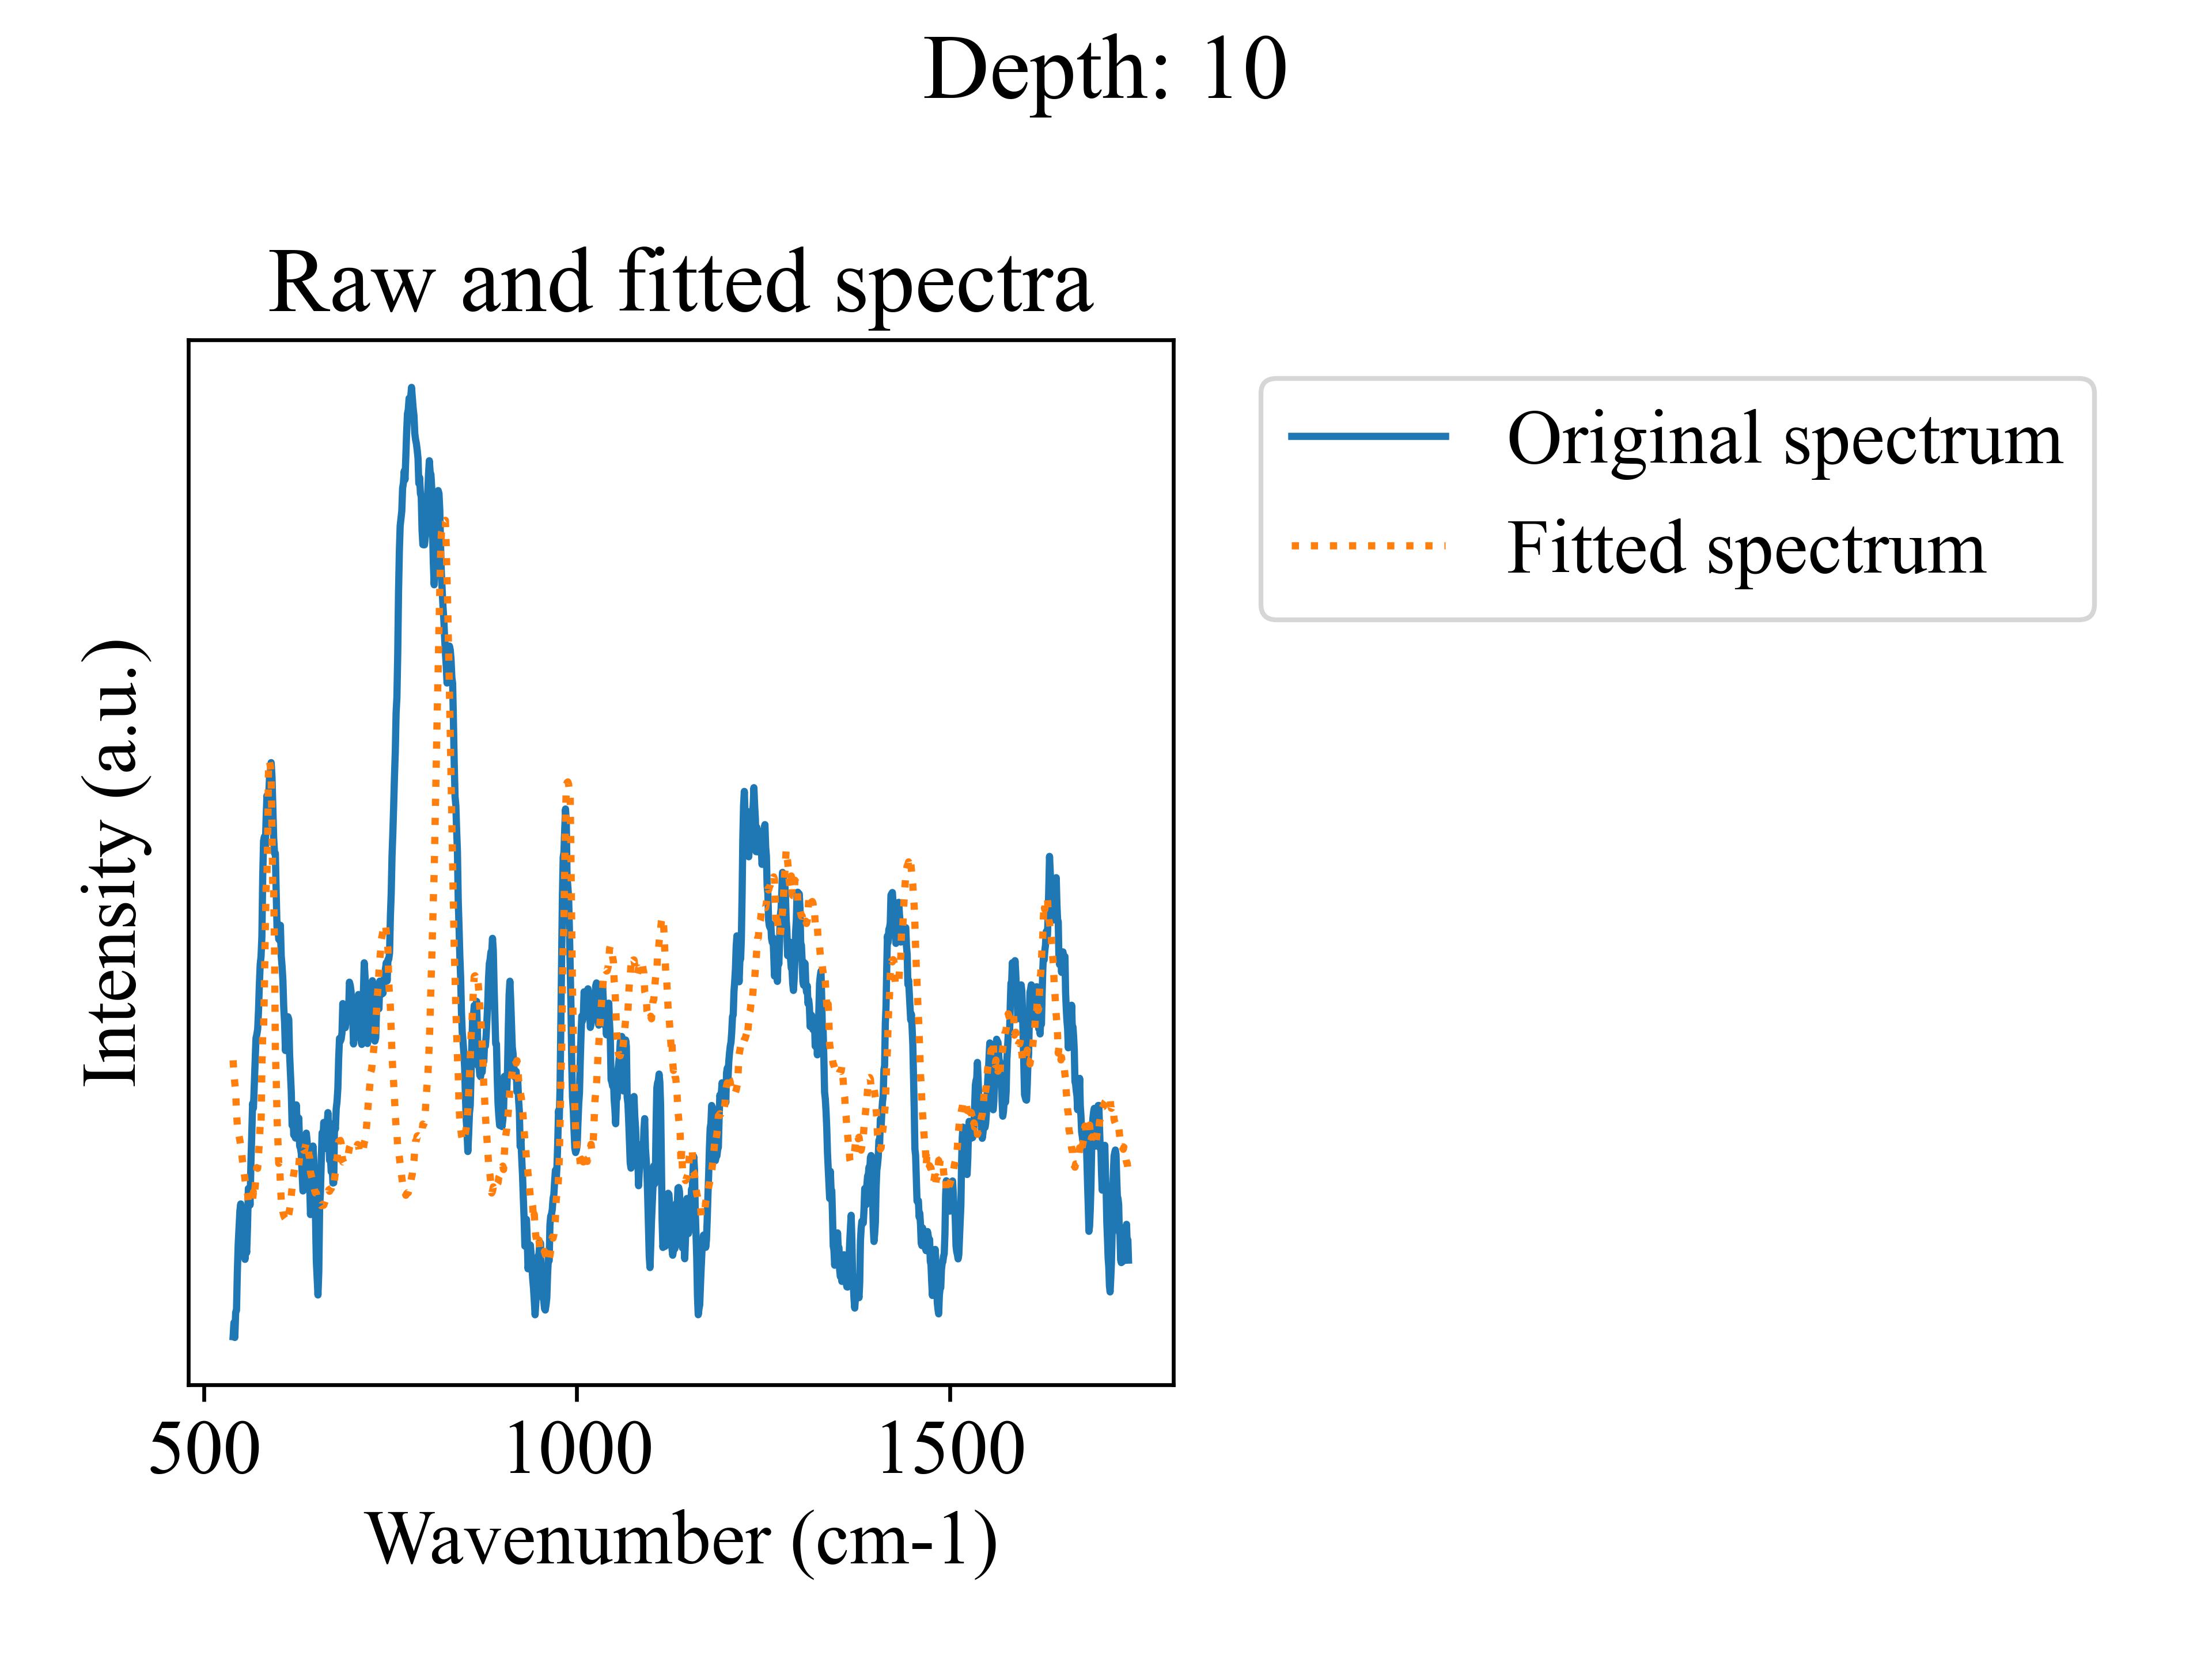 Depth: 10
Raw and fitted spectra
Original spectrum
Fitted spectrum
Intensity (a.u.)
500 1000 1500
Wavenumber (cm-1)